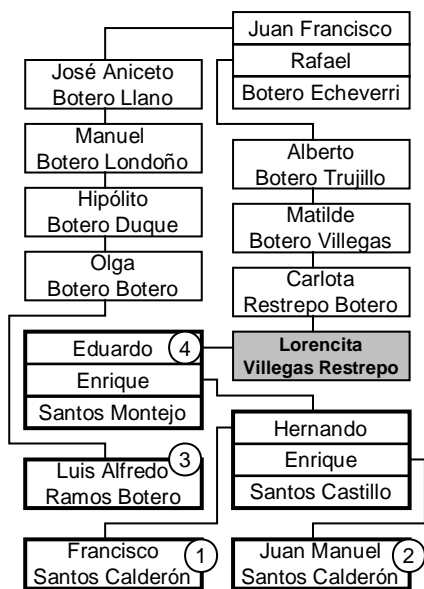 Juan Francisco
Rafael
Botero Echeverri
José Aniceto
Botero Llano
Manuel
Botero Londoño
Hipólito
Botero Duque
Olga
Botero Botero
Alberto
Botero Trujillo
Matilde
Botero Villegas
Carlota
Restrepo Botero
Lorencita
Villegas Restrepo
Eduardo 4
Enrique
Santos Montejo
Hernando
Enrique
Santos Castillo
3
Luis Alfredo
Ramos Botero
Francisco 1
Santos Calderón
Juan Manuel 2
Santos Calderón